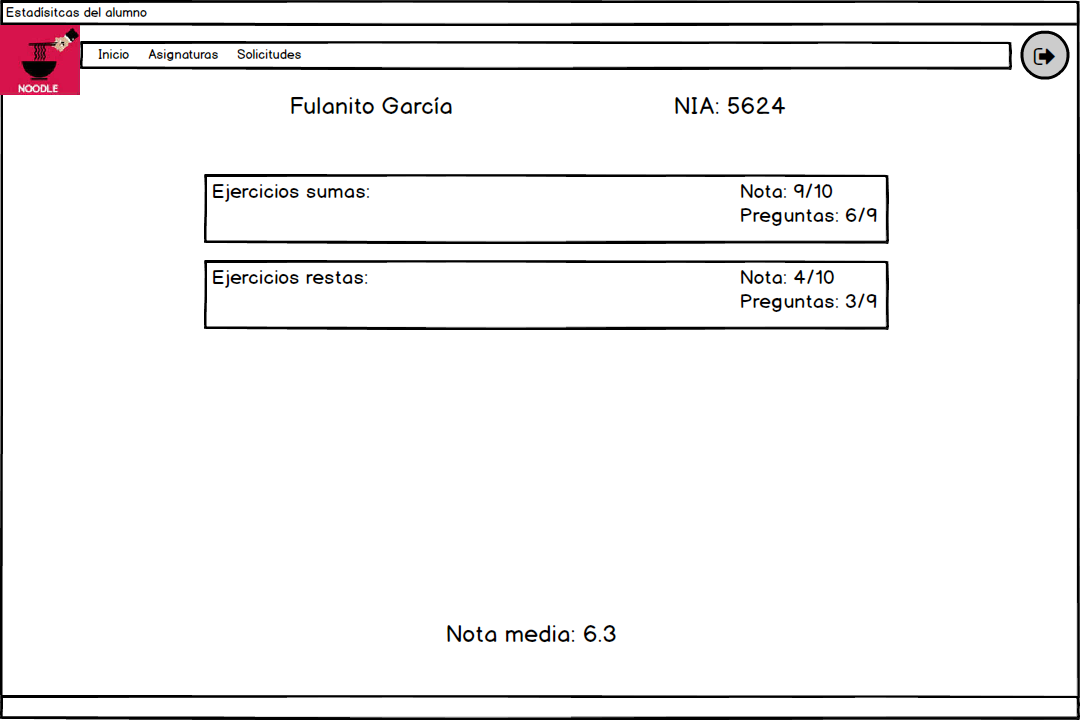 Estadísitcas del alumno
NOODLE
Inicio Asignaturas Solicitudes
Fulanito García NIA: 5624
Ejercicios sumas: Nota: 9/10
Preguntas: 6/9
Ejercicios restas: Nota: 4/10
Preguntas: 3/9
Nota media: 6.3